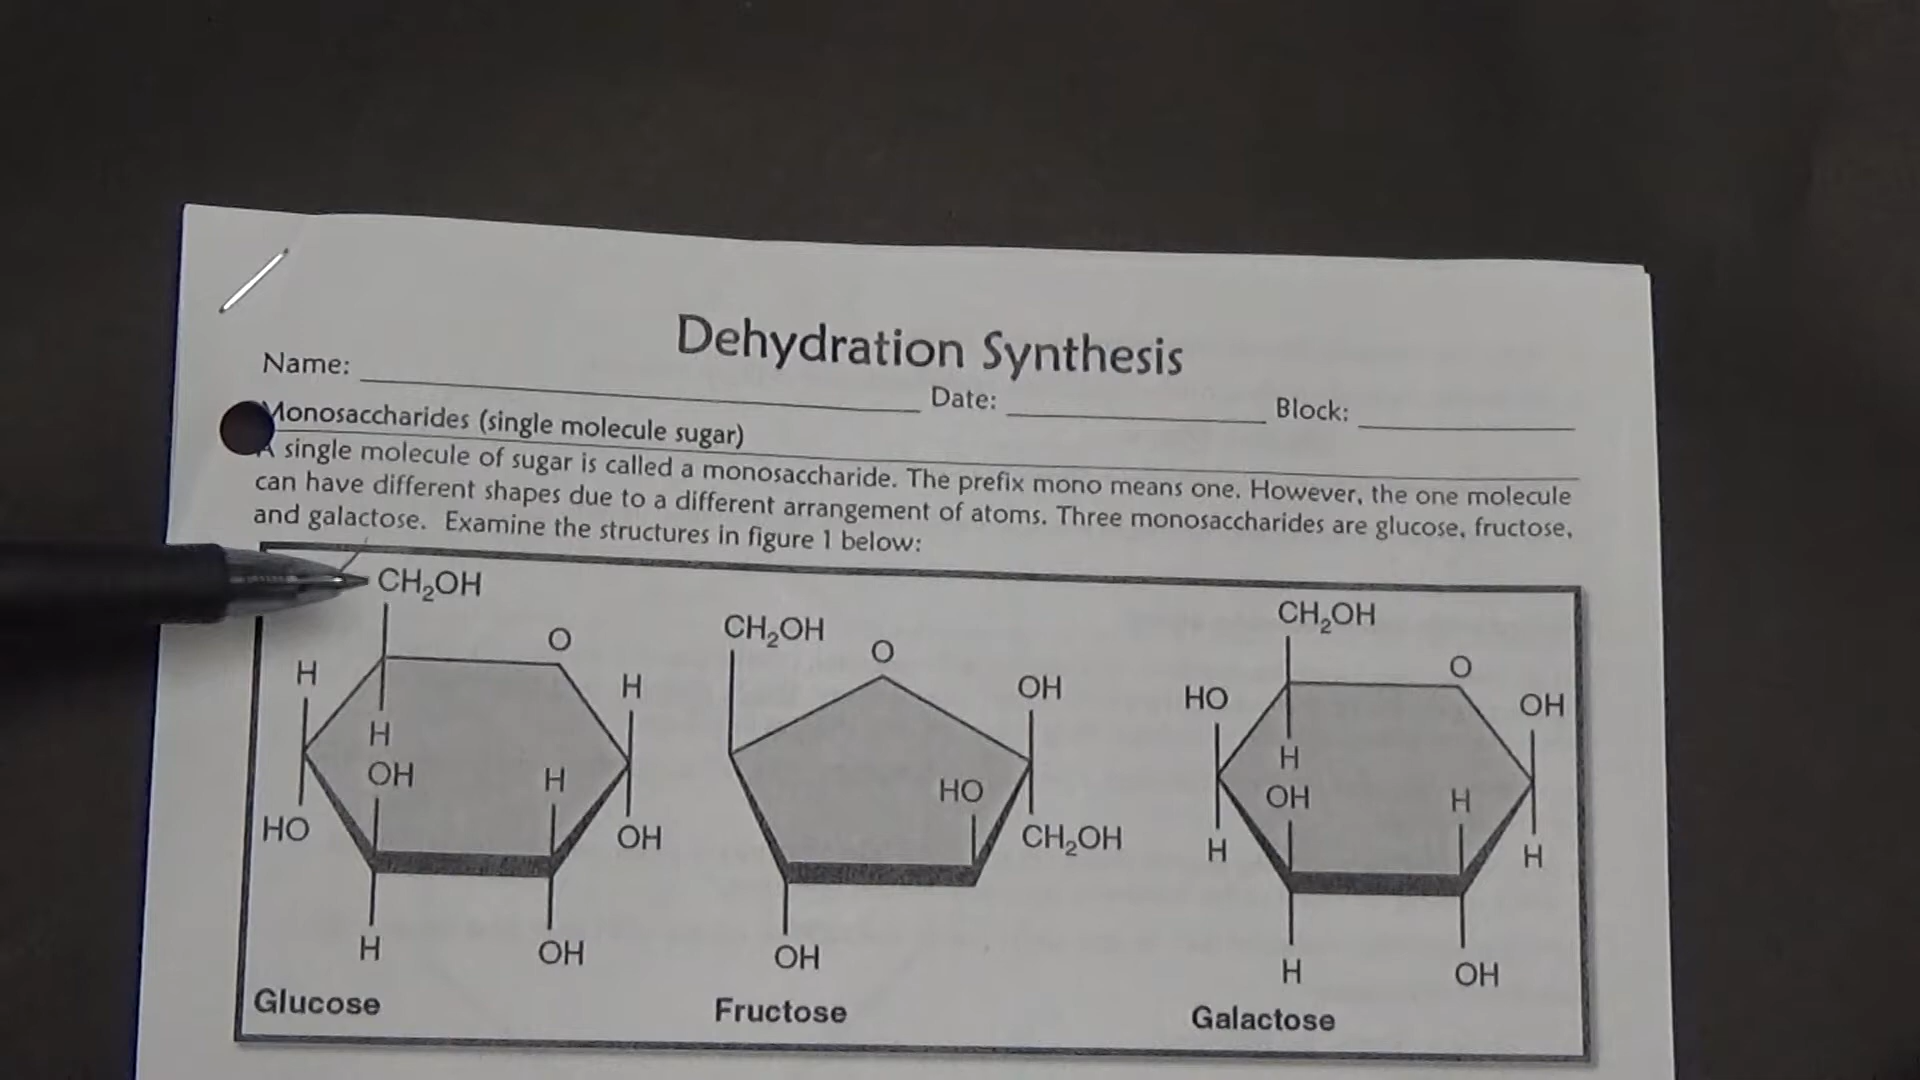 Dehydration Synthesis
Name: Date: Block:
Monosaccharides (single molecule sugar)
A single molecule of sugar is called a monosaccharide. The prefix mono means one. However, the one molecule
can have different shapes due to a different arrangement of atoms. Three monosaccharides are glucose, fructose,
and galactose. Examine the structures in figure 1 below:
CH₂OH
O
H
H
H
OH
H
HO
OH
H
OH
Glucose
CH₂OH
O
OH
HO
CH₂OH
OH
Fructose
CH₂OH
O
HO
OH
H
OH
H
H
H
H
OH
Galactose